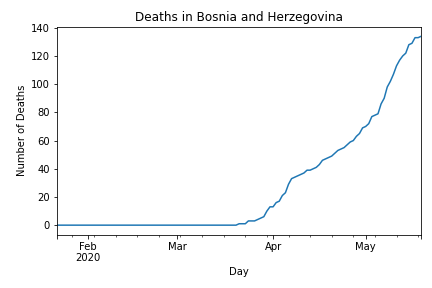 Deaths in Bosnia and Herzegovina
140
120
100
80
60
40
20
0
Number of Deaths
Feb
2020
Mar
Apr
May
Day